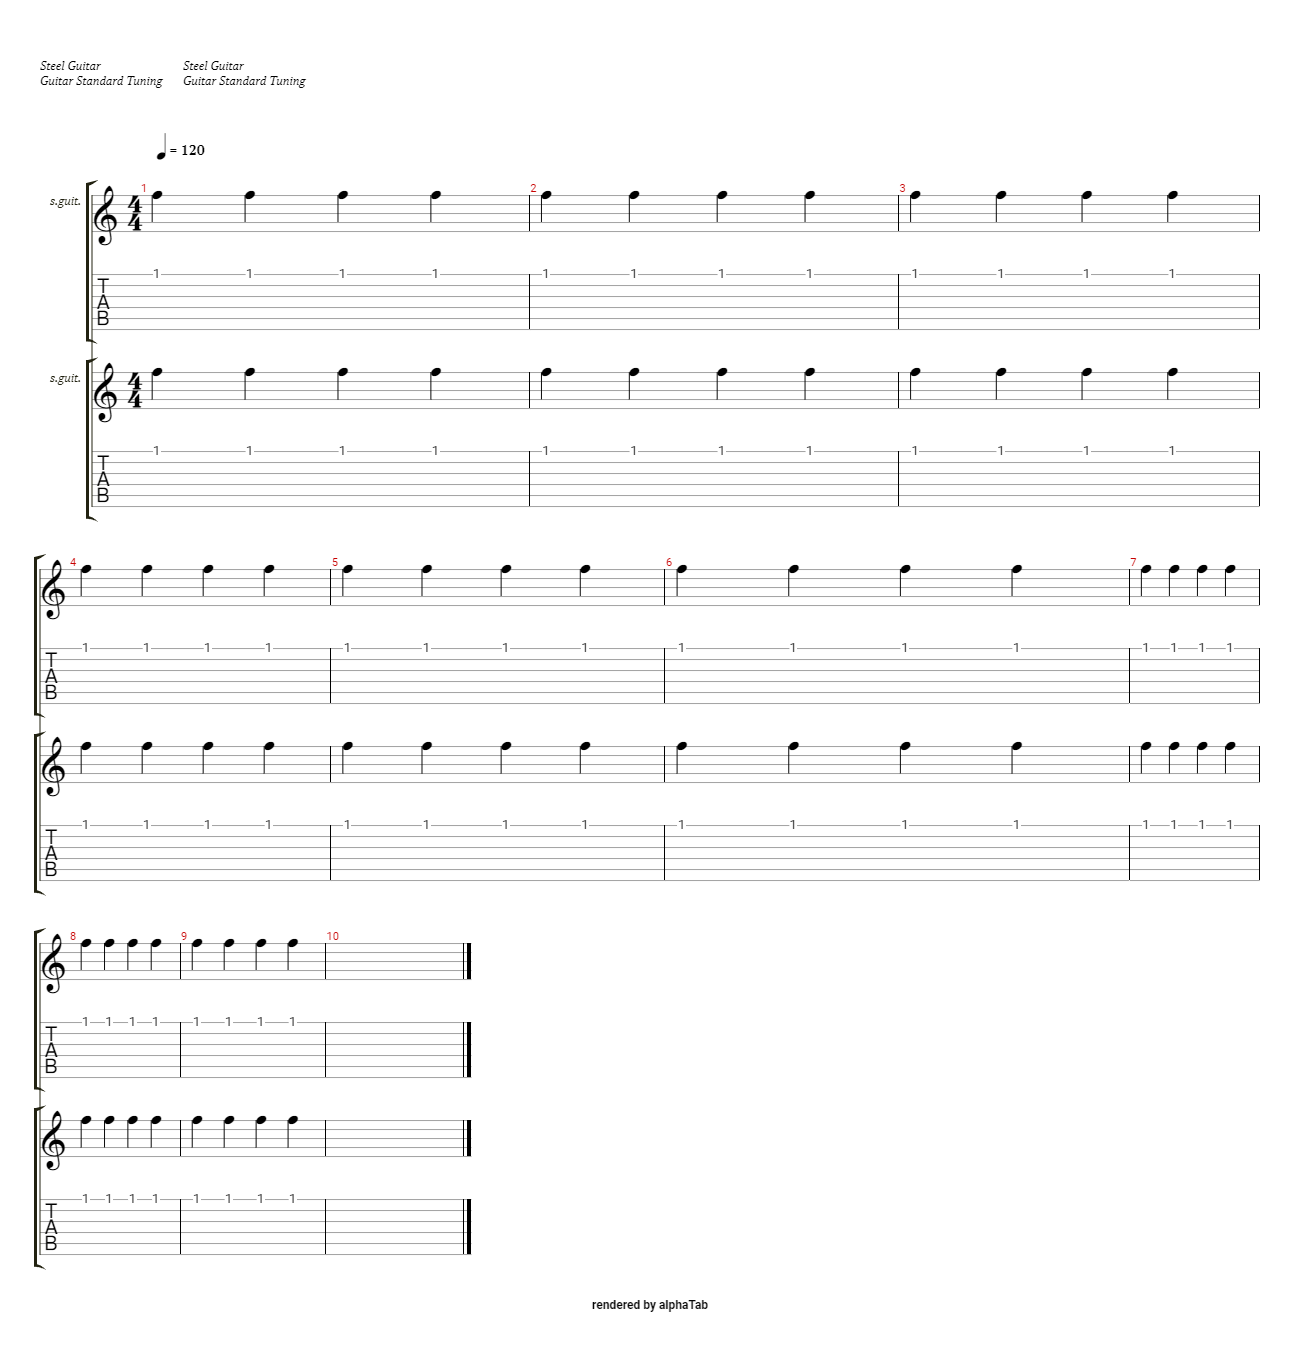 Steel Guitar Steel Guitar
Guitar Standard Tuning Guitar Standard Tuning
= 120
s.guit. 4 4 1 2 3
1 1 1 1 1 1 1 1 1 1 1 1
T
A
B
s.guit. 4 4
1 1 1 1 1 1 1 1 1 1 1 1
T
A
B
4 5 6 7
1 1 1 1 1 1 1 1 1 1 1 1 1 1 1 1
T
A
B
1 1 1 1 1 1 1 1 1 1 1 1 1 1 1 1
T
A
B
8 9 10
1 1 1 1 1 1 1 1
T
A
B
1 1 1 1 1 1 1 1
T
A
B
rendered by alphaTab